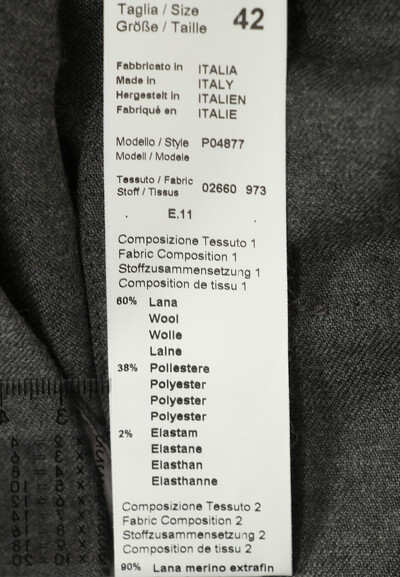 Taglia / Size 42
Größe / Taille
Fabbricato in ITALIA
Made in ITALY
Hergestelt in ITALIEN
Fabriqué en ITALIE
Modello / Style P04877
Modell / Modele
Tessuto / Fabric
Stoff / Tissus 02660 973
E.11
Composizione Tessuto 1
Fabric Composition 1
Stoffzusammensetzung 1
Composition de tissu 1
60% Lana
Wool
Wolle
Laine
38% Poliestere
Polyester
Polyester
Polyester
2% Elastam
Elastane
Elasthan
Elasthanne
Composizione Tessuto 2
Fabric Composition 2
Stoffzusammensetzung 2
Composition de tissu 2
90% Lana merino extrafin